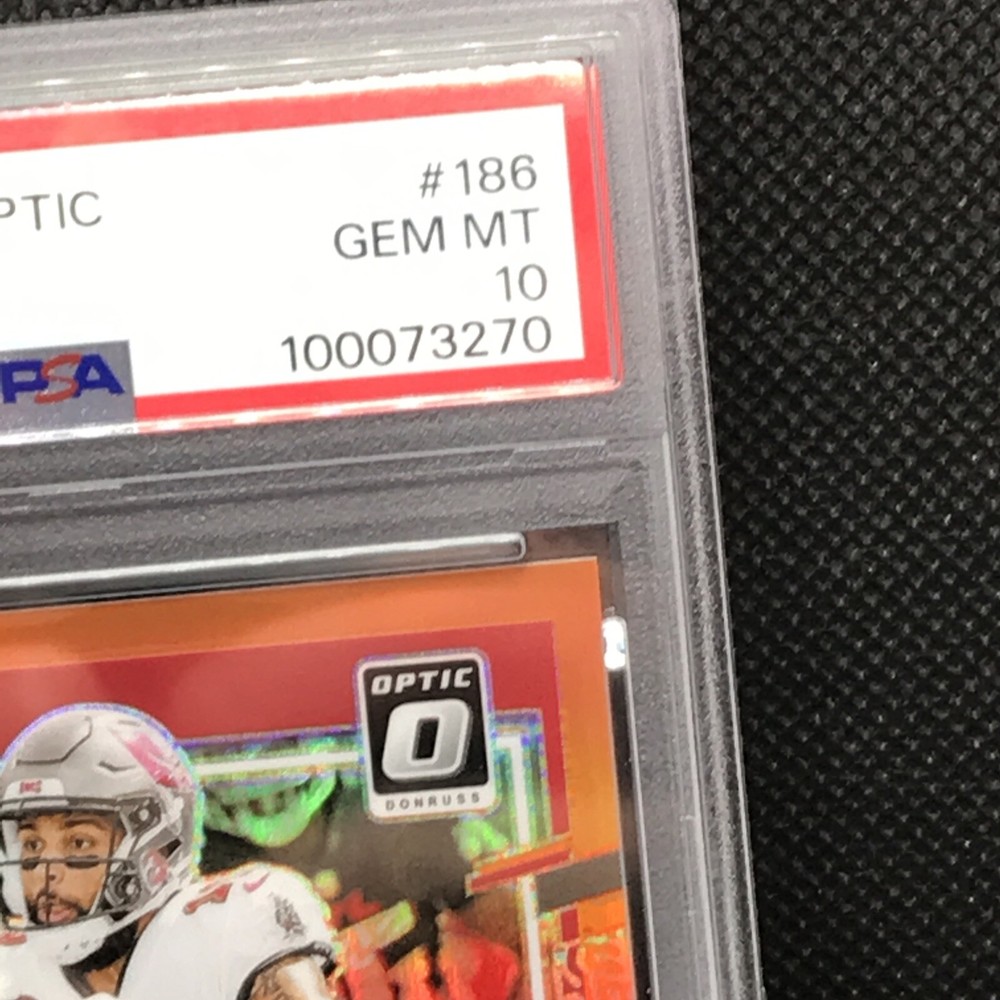 #186
PTIC
GEM MT
10
100073270
PSA
OPTIC
O
DONRUSS